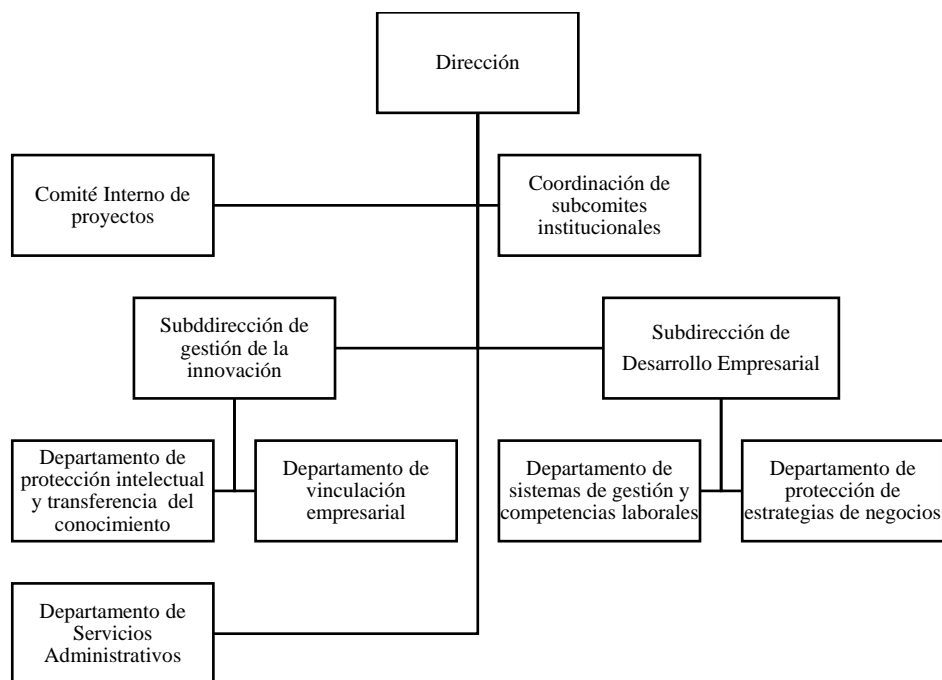 Dirección
Comité Interno de
proyectos
Coordinación de
subcomites
institucionales
Subddirección de
gestión de la
innovación
Subdirección de
Desarrollo Empresarial
Departamento de
protección intelectual
y transferencia del
conocimiento
Departamento de
vinculación
empresarial
Departamento de
sistemas de gestión y
competencias laborales
Departamento de
protección de
estrategias de negocios
Departamento de
Servicios
Administrativos